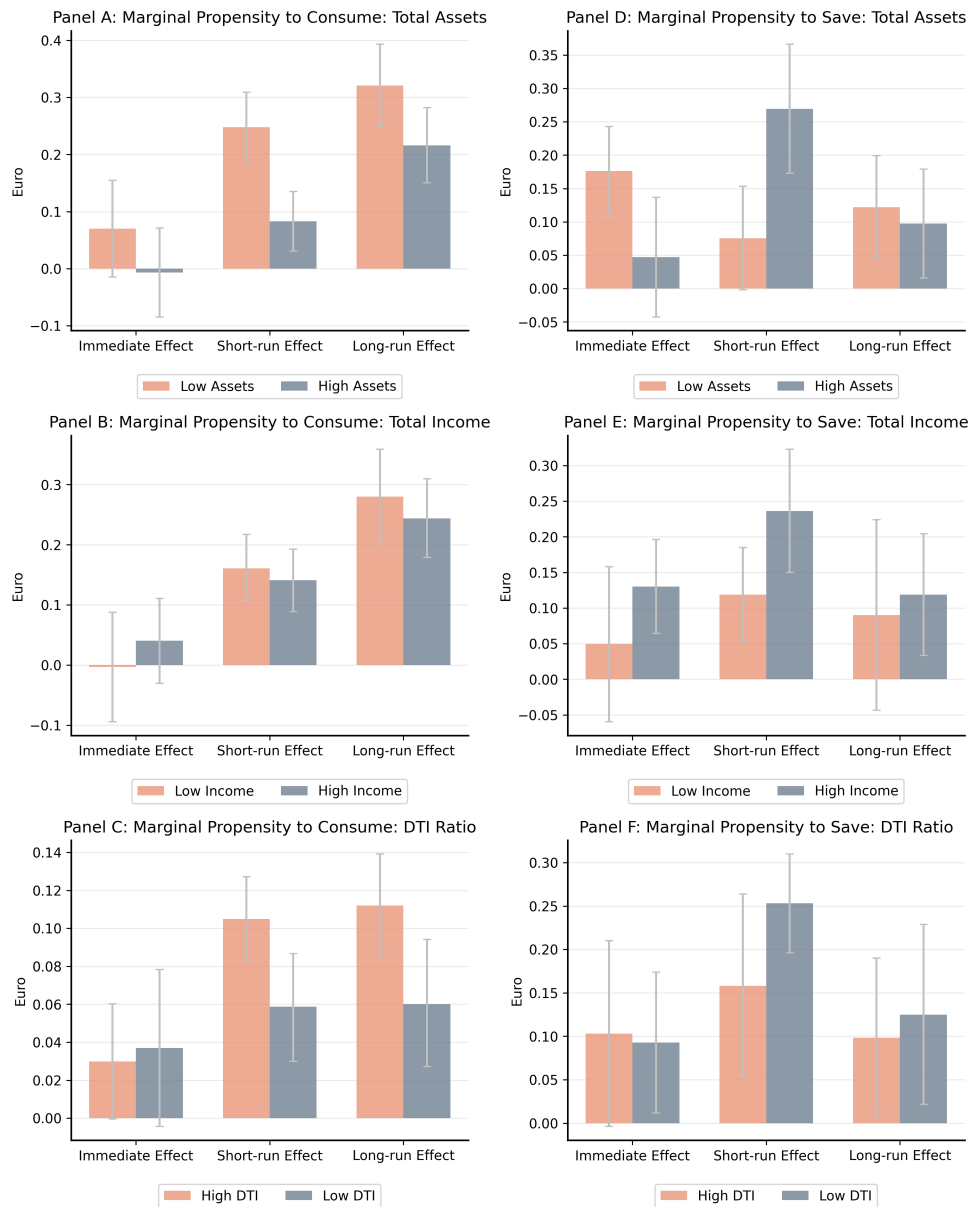 Panel A: Marginal Propensity to Consume: Total Assets
0.4
0.3
0.2
0.1
0.0
−0.1
Euro
Immediate Effect Short-run Effect Long-run Effect
Low Assets High Assets
Panel D: Marginal Propensity to Save: Total Assets
0.35
0.30
0.25
0.20
0.15
0.10
0.05
0.00
−0.05
Euro
Immediate Effect Short-run Effect Long-run Effect
Low Assets High Assets
Panel B: Marginal Propensity to Consume: Total Income
0.3
0.2
0.1
0.0
−0.1
Euro
Immediate Effect Short-run Effect Long-run Effect
Low Income High Income
Panel E: Marginal Propensity to Save: Total Income
0.30
0.25
0.20
0.15
0.10
0.05
0.00
−0.05
Euro
Immediate Effect Short-run Effect Long-run Effect
Low Income High Income
Panel C: Marginal Propensity to Consume: DTI Ratio
0.14
0.12
0.10
0.08
0.06
0.04
0.02
0.00
Euro
Immediate Effect Short-run Effect Long-run Effect
High DTI Low DTI
Panel F: Marginal Propensity to Save: DTI Ratio
0.30
0.25
0.20
0.15
0.10
0.05
0.00
Euro
Immediate Effect Short-run Effect Long-run Effect
High DTI Low DTI